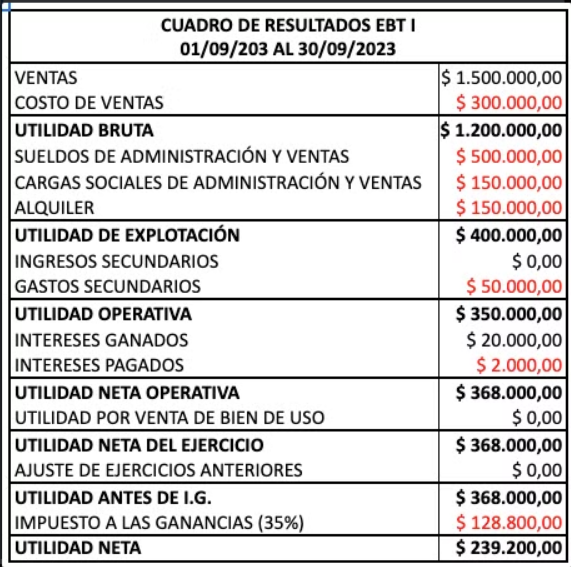 CUADRO DE RESULTADOS EBT I
01/09/203 AL 30/09/2023
VENTAS $ 1.500.000,00
COSTO DE VENTAS $ 300.000,00
UTILIDAD BRUTA $ 1.200.000,00
SUELDOS DE ADMINISTRACIÓN Y VENTAS $ 500.000,00
CARGAS SOCIALES DE ADMINISTRACIÓN Y VENTAS $ 150.000,00
ALQUILER $ 150.000,00
UTILIDAD DE EXPLOTACIÓN $ 400.000,00
INGRESOS SECUNDARIOS $ 0,00
GASTOS SECUNDARIOS $ 50.000,00
UTILIDAD OPERATIVA $ 350.000,00
INTERESES GANADOS $ 20.000,00
INTERESES PAGADOS $ 2.000,00
UTILIDAD NETA OPERATIVA $ 368.000,00
UTILIDAD POR VENTA DE BIEN DE USO $ 0,00
UTILIDAD NETA DEL EJERCICIO $ 368.000,00
AJUSTE DE EJERCICIOS ANTERIORES $ 0,00
UTILIDAD ANTES DE I.G. $ 368.000,00
IMPUESTO A LAS GANANCIAS (35%) $ 128.800,00
UTILIDAD NETA $ 239.200,00